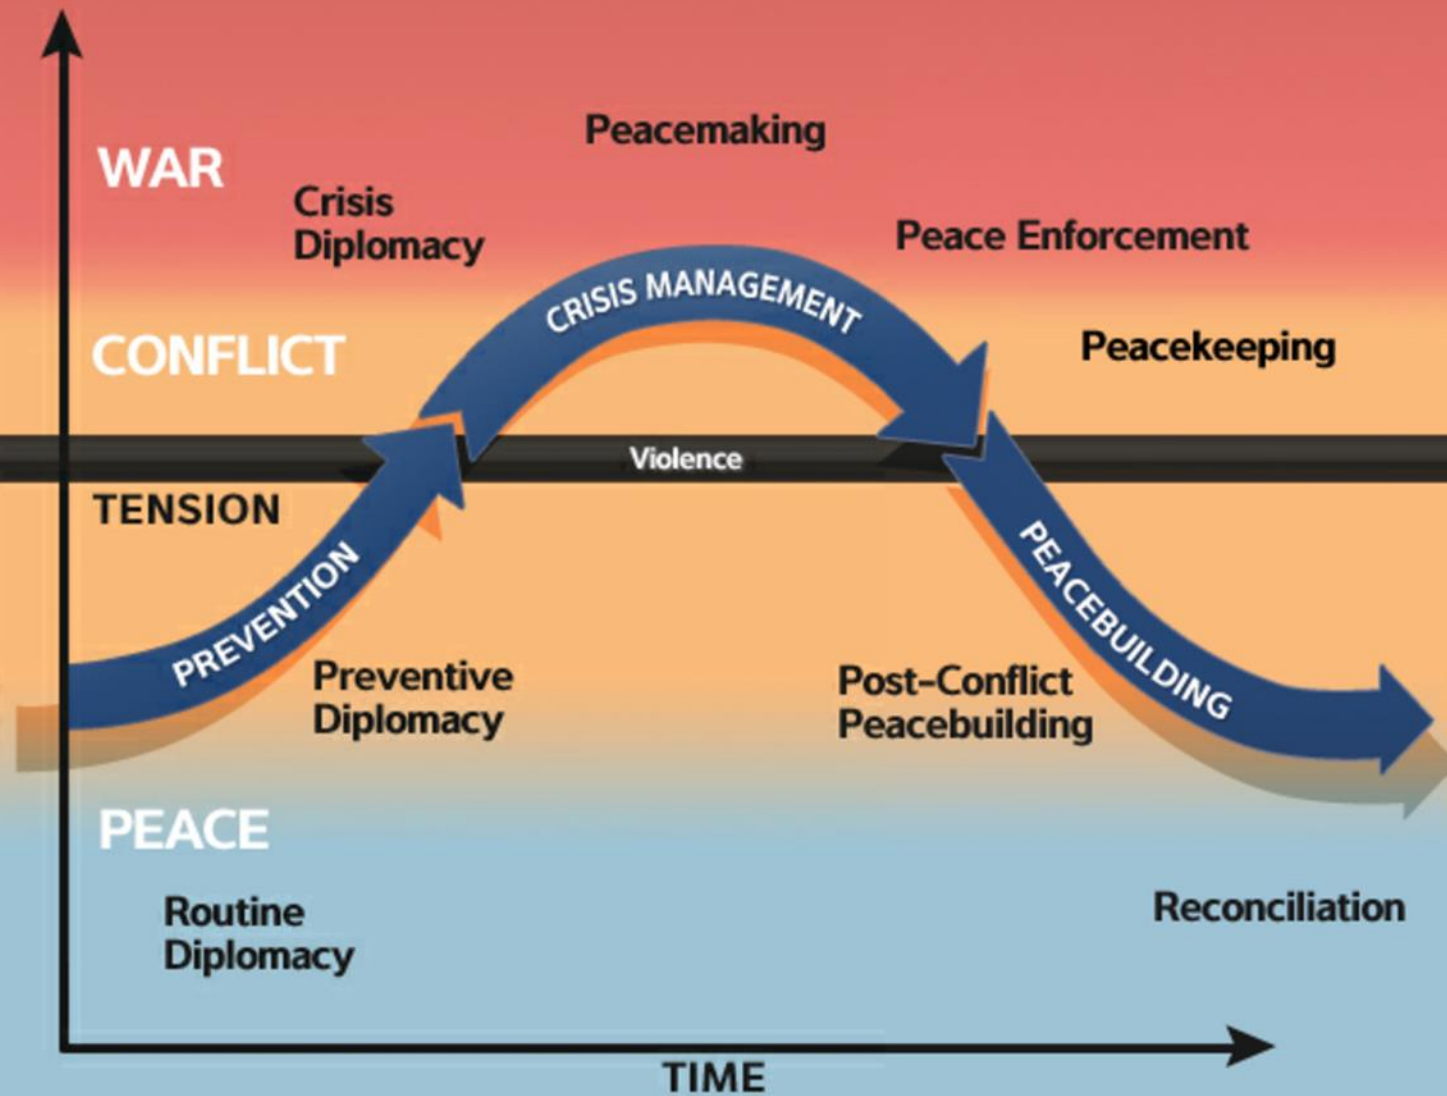 Peacemaking
WAR
Crisis
Diplomacy
Peace Enforcement
CRISIS MANAGEMENT
CONFLICT
Peacekeeping
Violence
TENSION
PREVENTION
PEACEBUILDING
Preventive
Diplomacy
Post-Conflict
Peacebuilding
PEACE
Routine
Diplomacy
Reconciliation
TIME